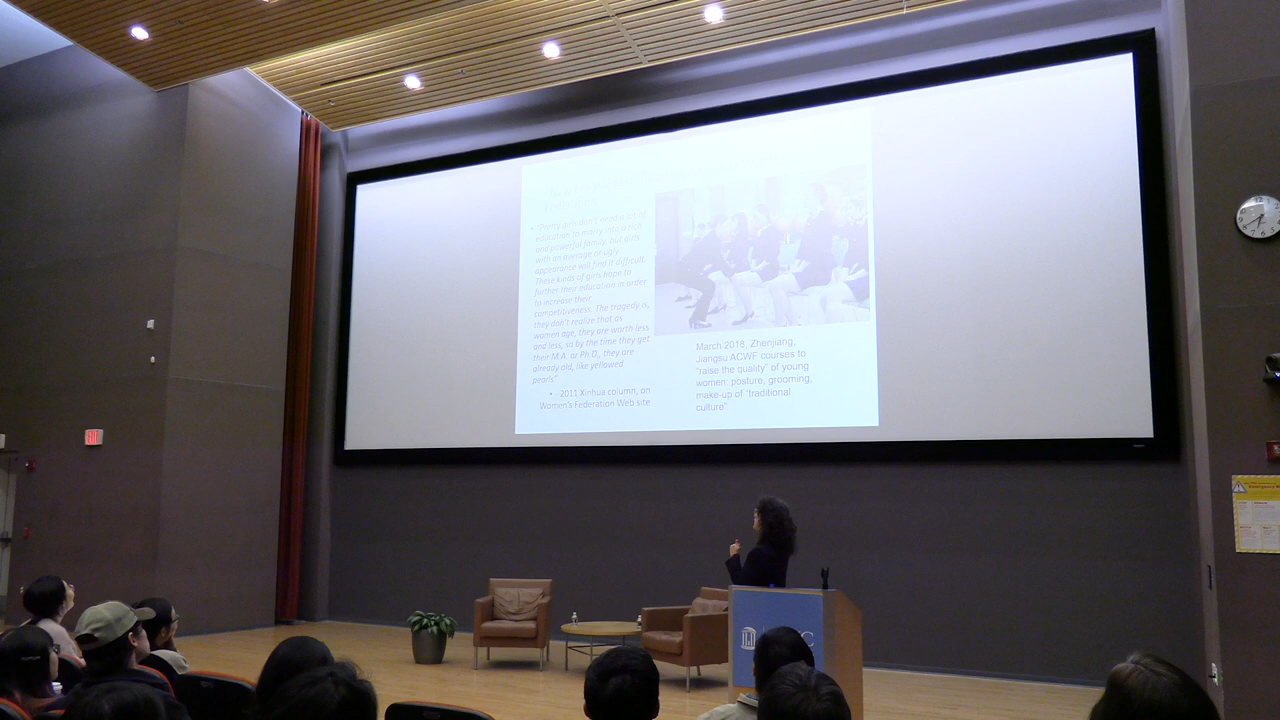 • "Pretty girls don't need a lot of
education to marry into a rich
and powerful family, but girls
with an average or ugly
appearance will find it difficult.
These kinds of girls hope to
further their education in order
to increase their
competitiveness. The tragedy is,
they don't realize that as
women age, they are worth less
and less, so by the time they get
their M.A. or Ph.D., they are
already old, like yellowed
pearls"
• 2011 Xinhua column, on
Women's Federation Web site
March 2018, Zhenjiang,
Jiangsu ACWF courses to
"raise the quality" of young
women: posture, grooming,
make-up of "traditional
culture"
EXIT